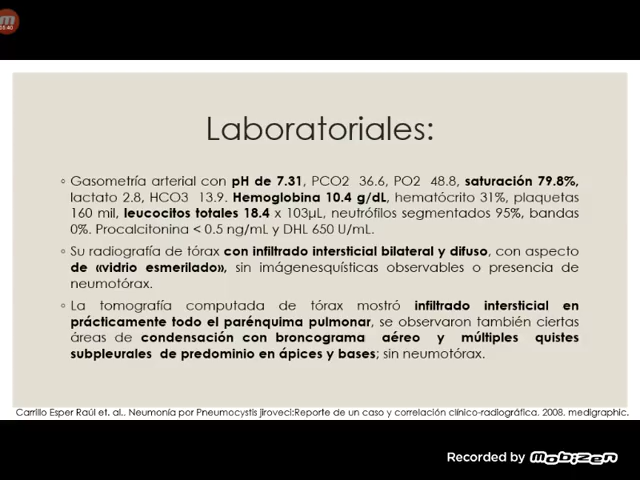 Laboratoriales:
◦ Gasometría arterial con pH de 7.31, PCO2 36.6, PO2 48.8, saturación 79.8%,
lactato 2.8, HCO3 13.9. Hemoglobina 10.4 g/dL, hematócrito 31%, plaquetas
160 mil, leucocitos totales 18.4 x 103µL, neutrófilos segmentados 95%, bandas
0%. Procalcitonina < 0.5 ng/mL y DHL 650 U/mL.
◦ Su radiografía de tórax con infiltrado intersticial bilateral y difuso, con aspecto
de «vidrio esmerilado», sin imágenesquísticas observables o presencia de
neumotórax.
◦ La tomografía computada de tórax mostró infiltrado intersticial en
prácticamente todo el parénquima pulmonar, se observaron también ciertas
áreas de condensación con broncograma aéreo y múltiples quistes
subpleurales de predominio en ápices y bases; sin neumotórax.
Carrillo Esper Raúl et. al.. Neumonía por Pneumocystis jiroveci:Reporte de un caso y correlación clínico-radiográfica. 2008. medigraphic.
Recorded by Mobizen